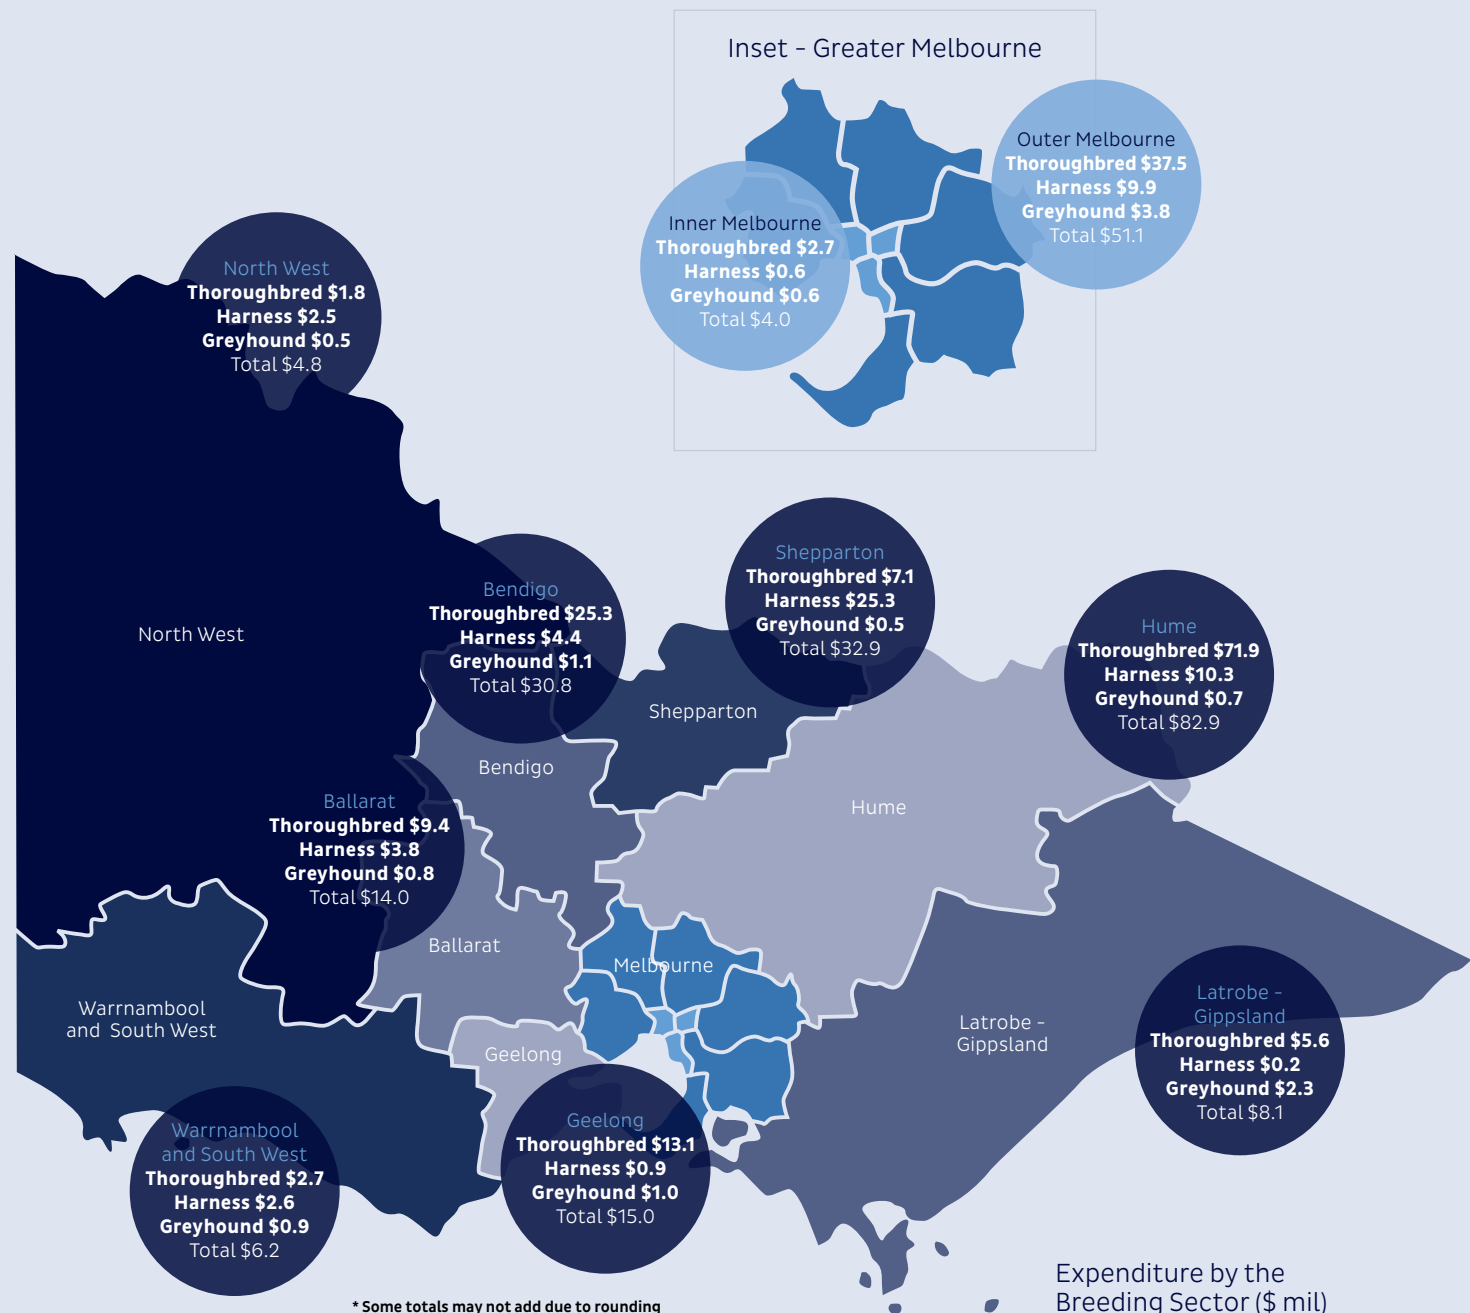 Inset - Greater Melbourne
Outer Melbourne
Thoroughbred $37.5
Harness $9.9
Greyhound $3.8
Total $51.1
Inner Melbourne
Thoroughbred $2.7
Harness $0.6
Greyhound $0.6
Total $4.0
North West
Thoroughbred $1.8
Harness $2.5
Greyhound $0.5
Total $4.8
Shepparton
Thoroughbred $7.1
Harness $25.3
Greyhound $0.5
Total $32.9
Bendigo
Thoroughbred $25.3
Harness $4.4
Greyhound $1.1
Total $30.8
Hume
Thoroughbred $71.9
Harness $10.3
Greyhound $0.7
Total $82.9
North West
Shepparton
Bendigo
Hume
Ballarat
Thoroughbred $9.4
Harness $3.8
Greyhound $0.8
Total $14.0
Ballarat
Melbourne
Warrnambool
and South West
Geelong
Latrobe -
Gippsland
Latrobe -
Gippsland
Thoroughbred $5.6
Harness $0.2
Greyhound $2.3
Total $8.1
Warrnambool
and South West
Thoroughbred $2.7
Harness $2.6
Greyhound $0.9
Total $6.2
Geelong
Thoroughbred $13.1
Harness $0.9
Greyhound $1.0
Total $15.0
Expenditure by the
Breeding Sector ($ mil)
* Some totals may not add due to rounding